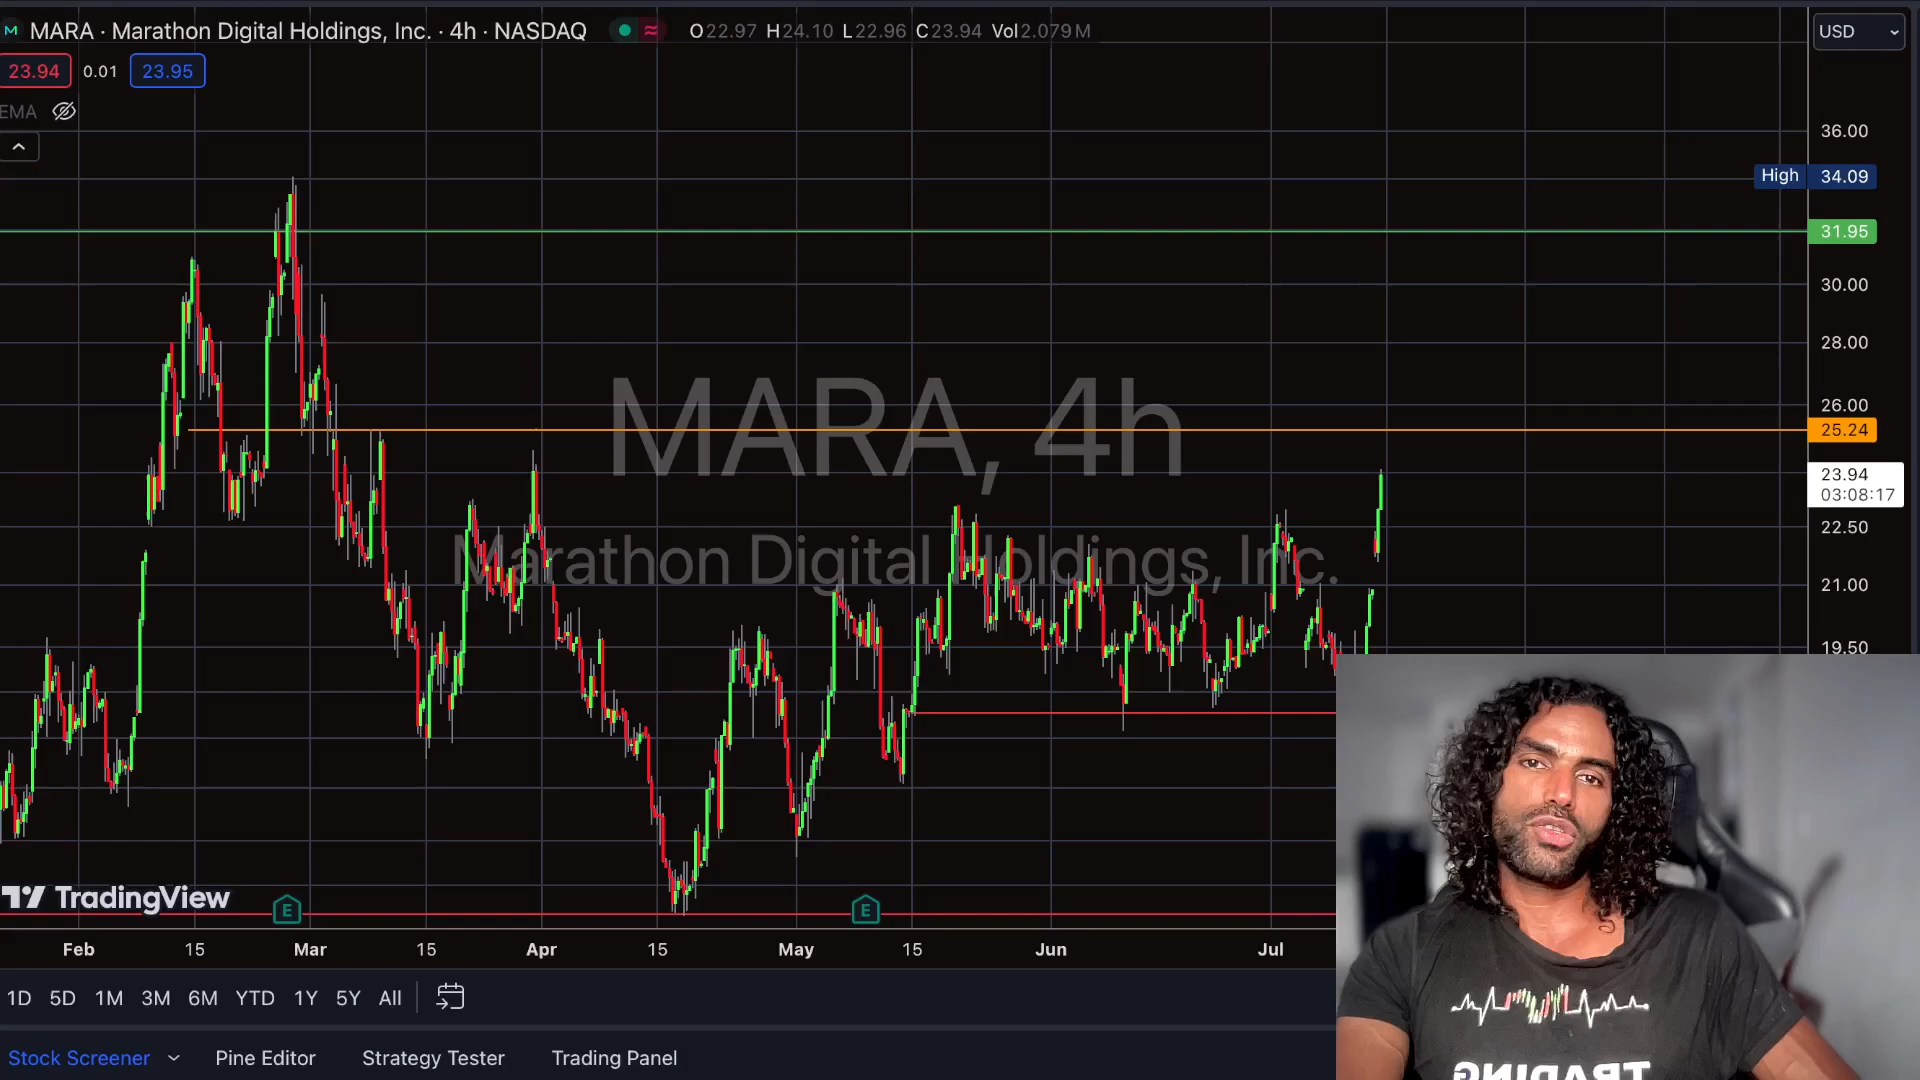 MARA · Marathon Digital Holdings, Inc. · 4h · NASDAQ O22.97 H24.10 L22.96 C23.94 Vol2.079M
USD
23.94 0.01 23.95
EMA
36.00
High 34.09
31.95
30.00
28.00
26.00
25.24
23.94
03:08:17
22.50
21.00
19.50
MARA, 4h
Marathon Digital Holdings, Inc.
TradingView
E E
Feb 15 Mar 15 Apr 15 May 15 Jun Jul
1D 5D 1M 3M 6M YTD 1Y 5Y All
Stock Screener Pine Editor Strategy Tester Trading Panel
TRADING